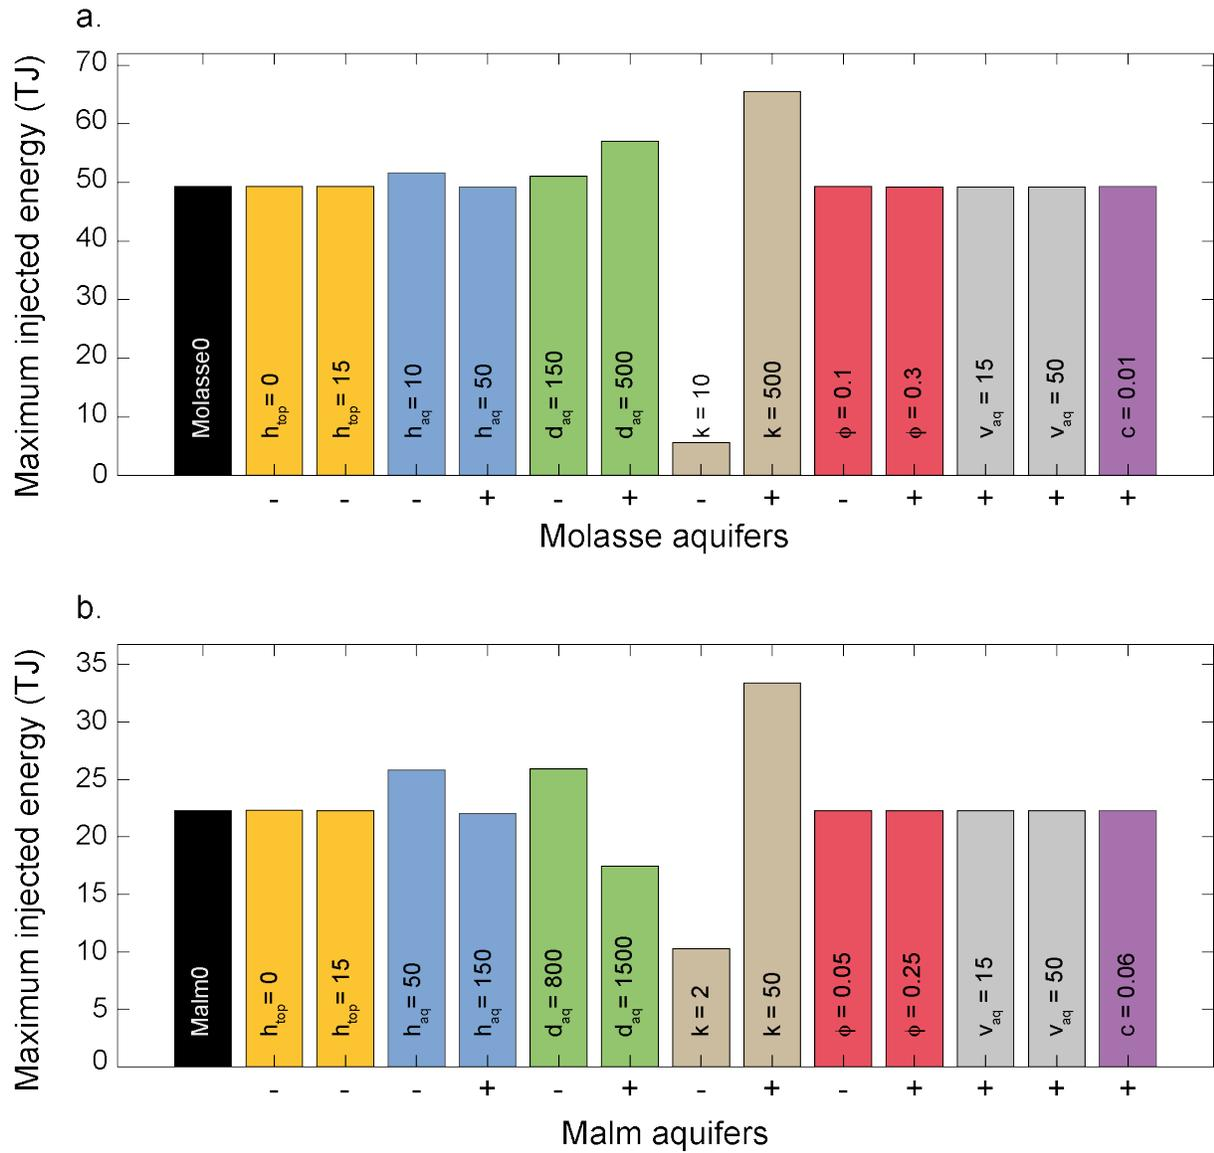 a.
Maximum injected energy (TJ)
70
60
50
40
30
20
10
0
Molasse0
htop= 0
htop= 15
haq= 10
haq= 50
daq= 150
daq= 500
k = 10
k = 500
ϕ = 0.1
ϕ = 0.3
vaq= 15
vaq= 50
c = 0.01
- - - + - + - + - + + + +
Molasse aquifers
b.
Maximum injected energy (TJ)
35
30
25
20
15
10
5
0
Malm0
htop= 0
htop= 15
haq= 50
haq= 150
daq= 800
daq= 1500
k = 2
k = 50
ϕ = 0.05
ϕ = 0.25
vaq= 15
vaq= 50
c = 0.06
- - - + - + - + - + + + +
Malm aquifers